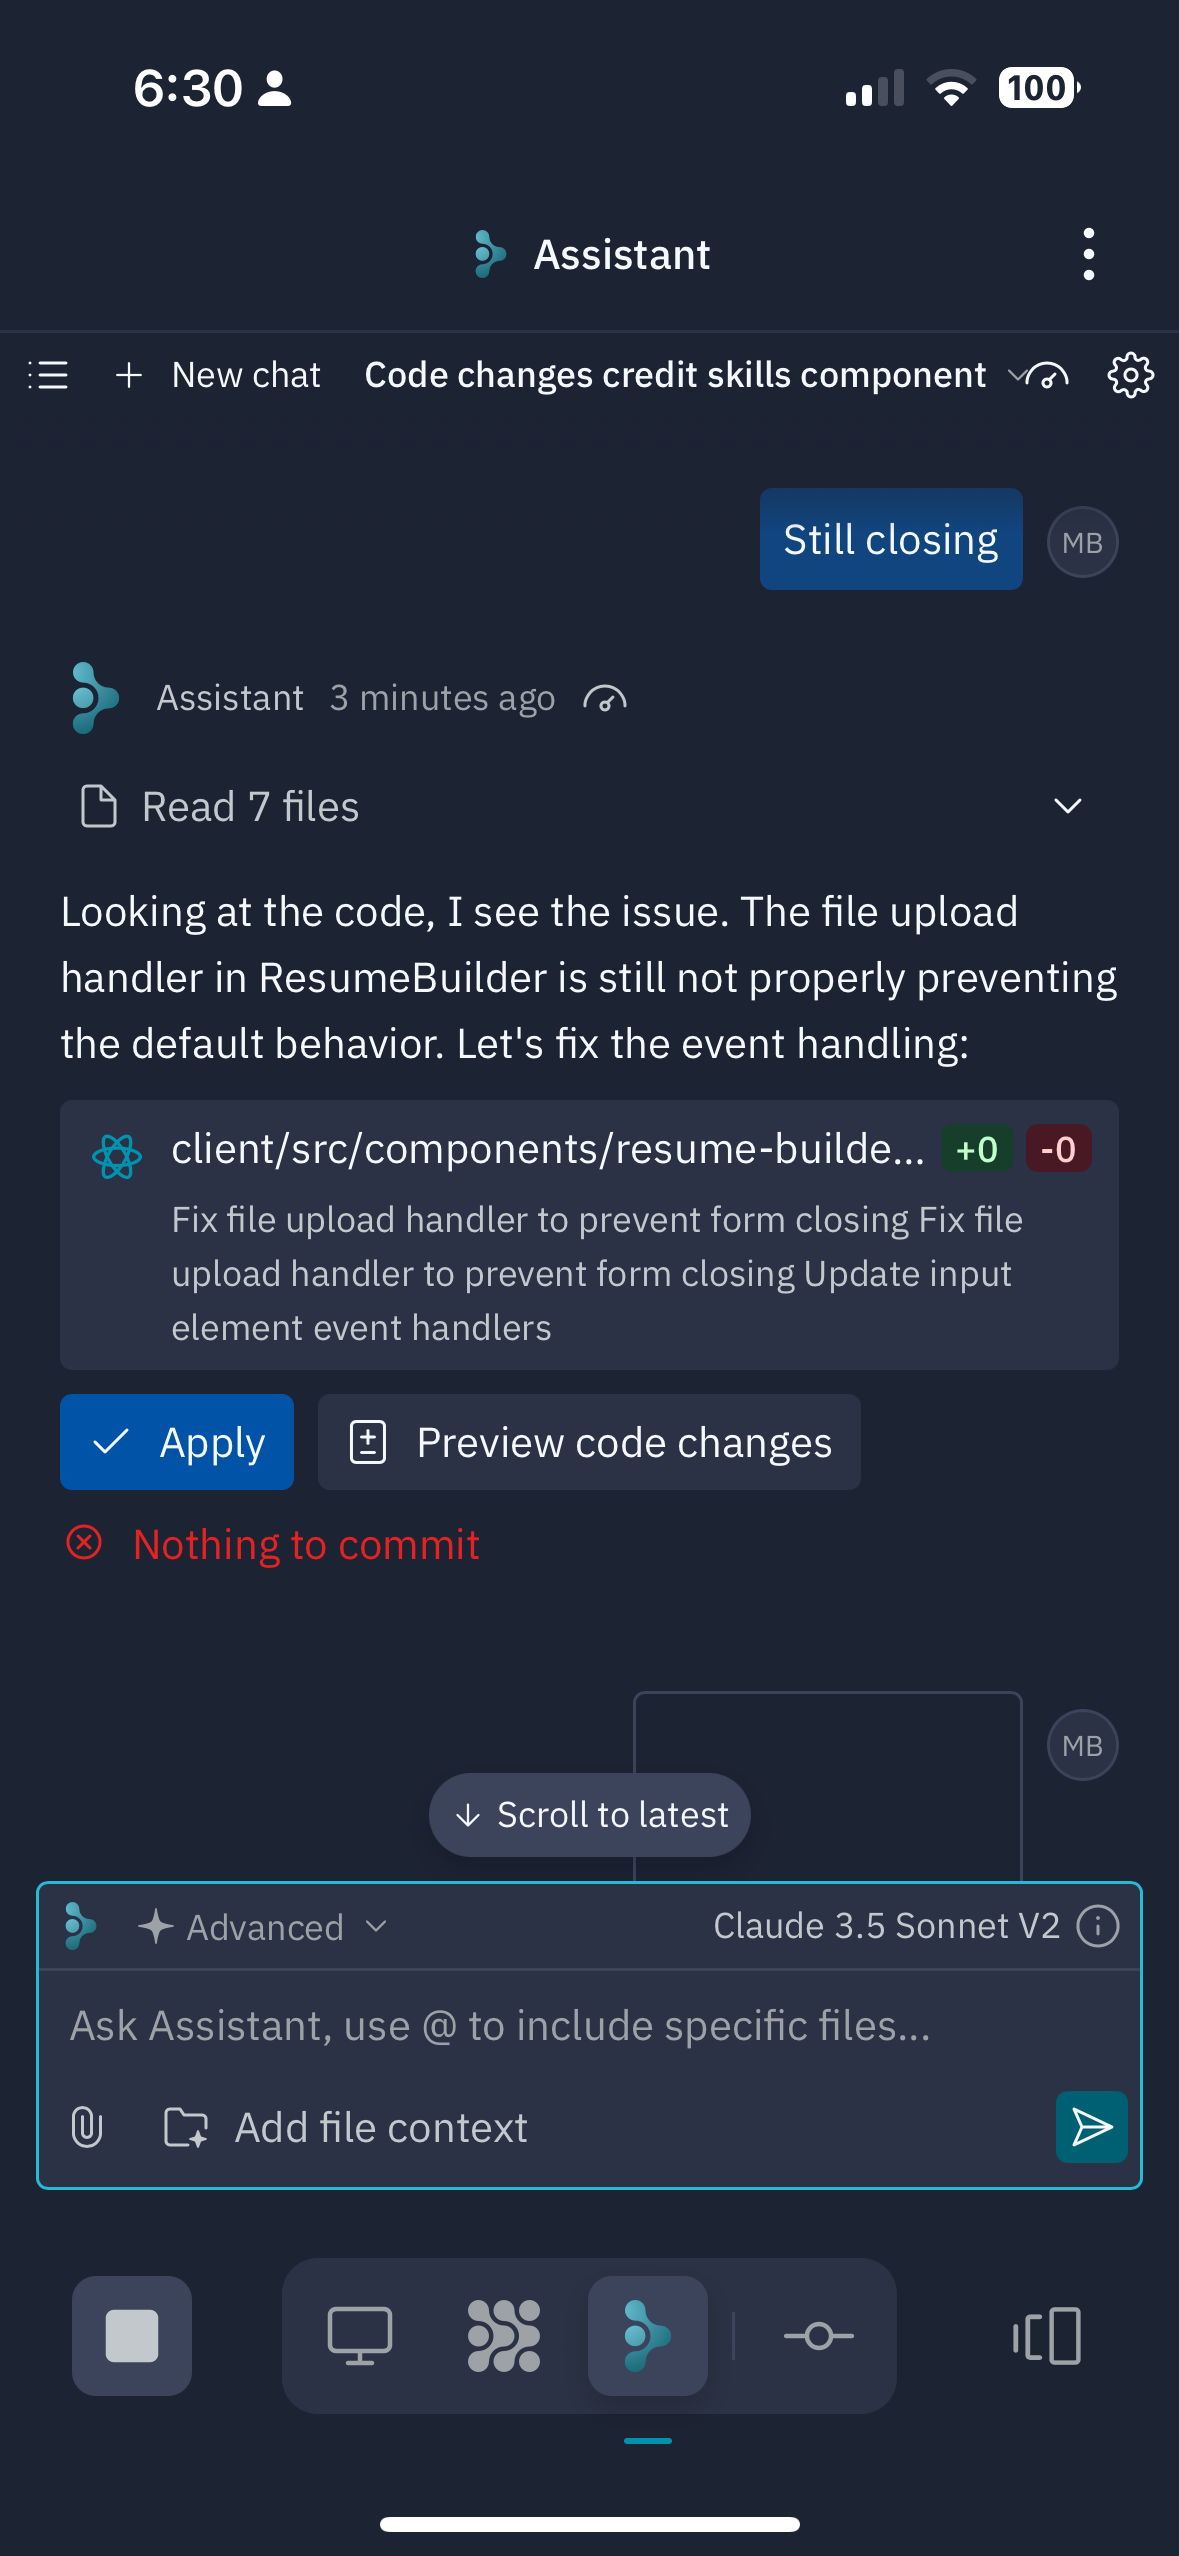 6:30
100
Assistant
New chat
Code changes credit skills component
Still closing
MB
Assistant 3 minutes ago
Read 7 files
Looking at the code, I see the issue. The file upload
handler in ResumeBuilder is still not properly preventing
the default behavior. Let's fix the event handling:
client/src/components/resume-builde... +0 -0
Fix file upload handler to prevent form closing Fix file
upload handler to prevent form closing Update input
element event handlers
Apply
Preview code changes
Nothing to commit
MB
Scroll to latest
Advanced
Claude 3.5 Sonnet V2
Ask Assistant, use @ to include specific files...
Add file context